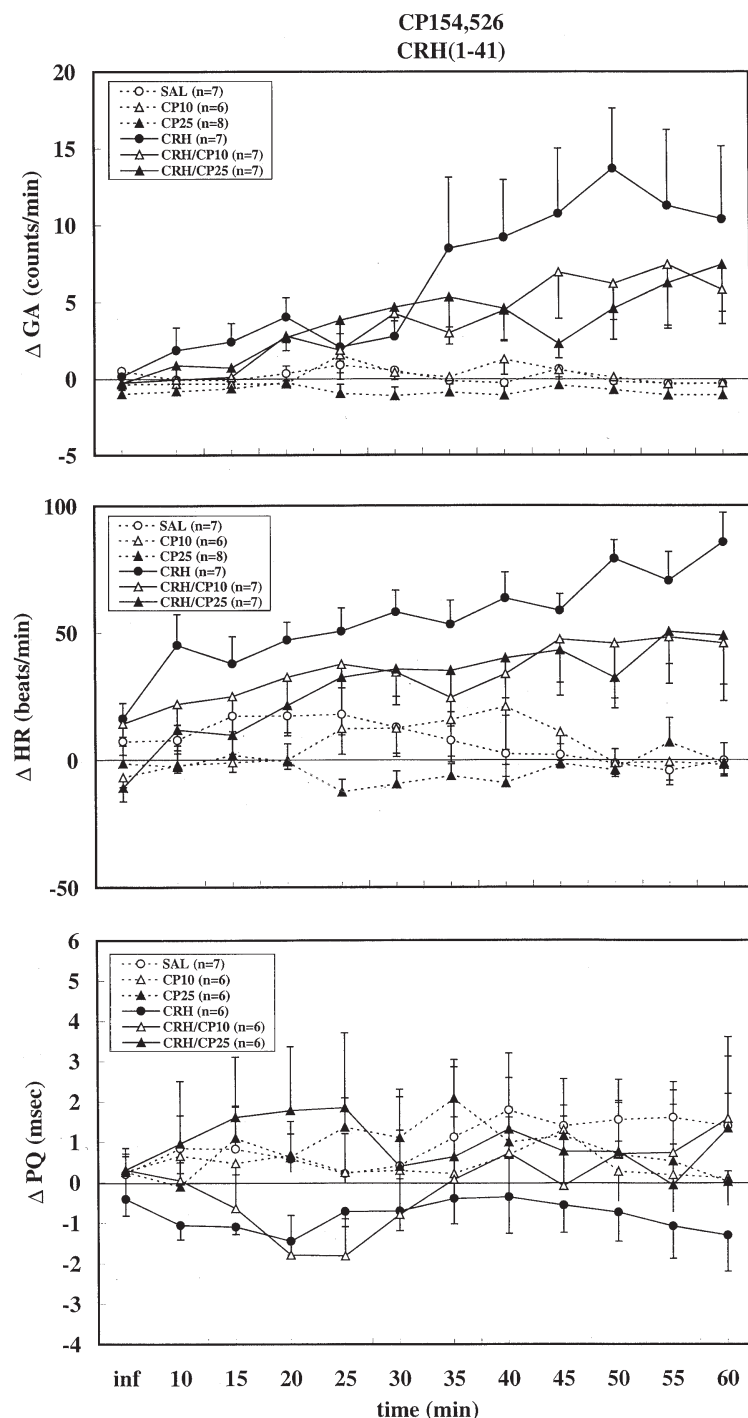 CP154,526
CRH(1-41)
20
15
10
5
0
-5
Δ GA (counts/min)
SAL (n=7)
CP10 (n=6)
CP25 (n=8)
CRH (n=7)
CRH/CP10 (n=7)
CRH/CP25 (n=7)
100
50
0
-50
Δ HR (beats/min)
SAL (n=7)
CP10 (n=6)
CP25 (n=8)
CRH (n=7)
CRH/CP10 (n=7)
CRH/CP25 (n=7)
6
5
4
3
2
1
0
-1
-2
-3
-4
Δ PQ (msec)
SAL (n=7)
CP10 (n=6)
CP25 (n=6)
CRH (n=6)
CRH/CP10 (n=6)
CRH/CP25 (n=6)
inf 10 15 20 25 30 35 40 45 50 55 60
time (min)